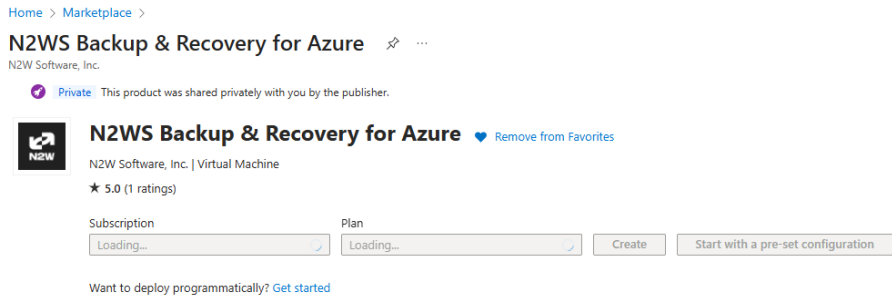 Home > Marketplace >
N2WS Backup & Recovery for Azure ...
N2W Software, Inc.
Private This product was shared privately with you by the publisher.
N2W
N2WS Backup & Recovery for Azure Remove from Favorites
N2W Software, Inc. | Virtual Machine
★ 5.0 (1 ratings)
Subscription Plan
Loading... Loading... Create Start with a pre-set configuration
Want to deploy programmatically? Get started